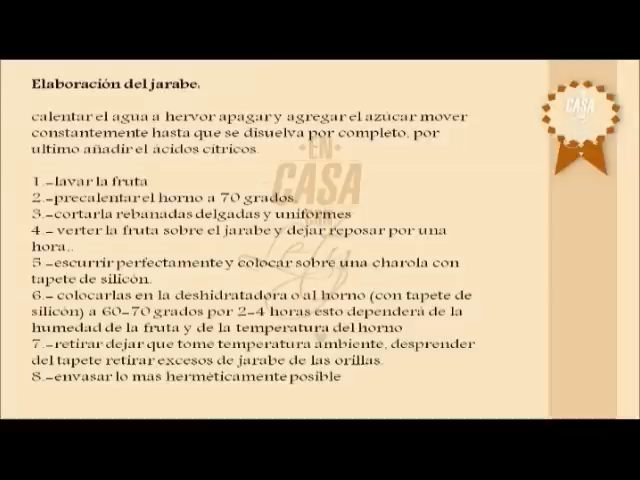 Elaboración del jarabe.
calentar el agua a hervor apagar y agregar el azúcar mover
constantemente hasta que se disuelva por completo, por
ultimo añadir el ácidos cítricos.
1.-lavar la fruta
2.-precalentar el horno a 70 grados.
3.-cortarla rebanadas delgadas y uniformes
4.- verter la fruta sobre el jarabe y dejar reposar por una
hora..
5.-escurrir perfectamente y colocar sobre una charola con
tapete de silicón.
6.- colocarlas en la deshidratadora o al horno (con tapete de
silicón) a 60-70 grados por 2-4 horas esto dependerá de la
humedad de la fruta y de la temperatura del horno
7.-retirar dejar que tome temperatura ambiente, desprender
del tapete retirar excesos de jarabe de las orillas.
8.-envasar lo mas herméticamente posible
EN
CASA
CASA